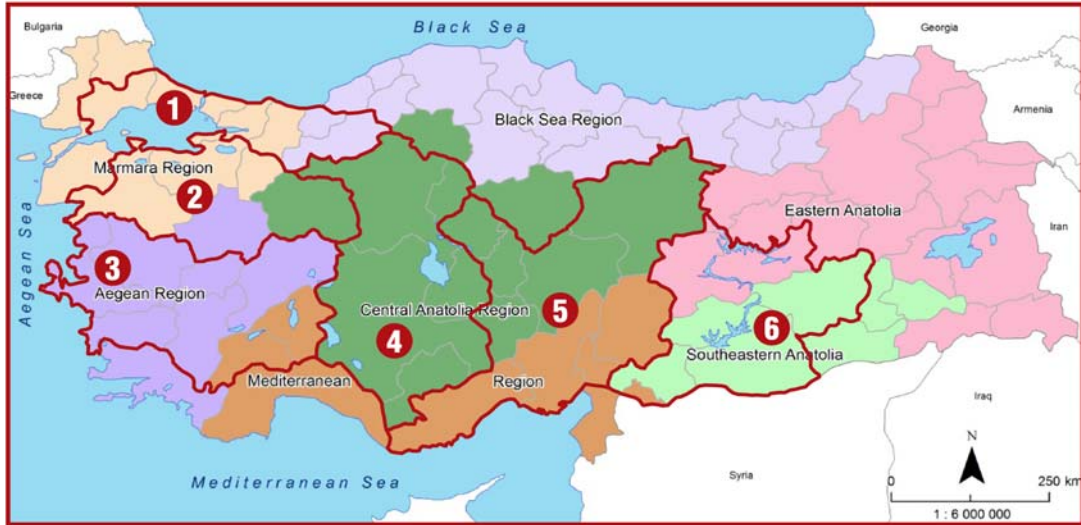 Bulgaria
Black Sea
Georgia
Greece
1
Armenia
Black Sea Region
Marmara Region
2
Eastern Anatolia
Iran
Aegean Sea
3
Aegean Region
Central Anatolia Region
5
4
6
Southeastern Anatolia
Mediterranean
Region
Iraq
N
Syria
Mediterranean Sea
0
250 km
1 : 6 000 000